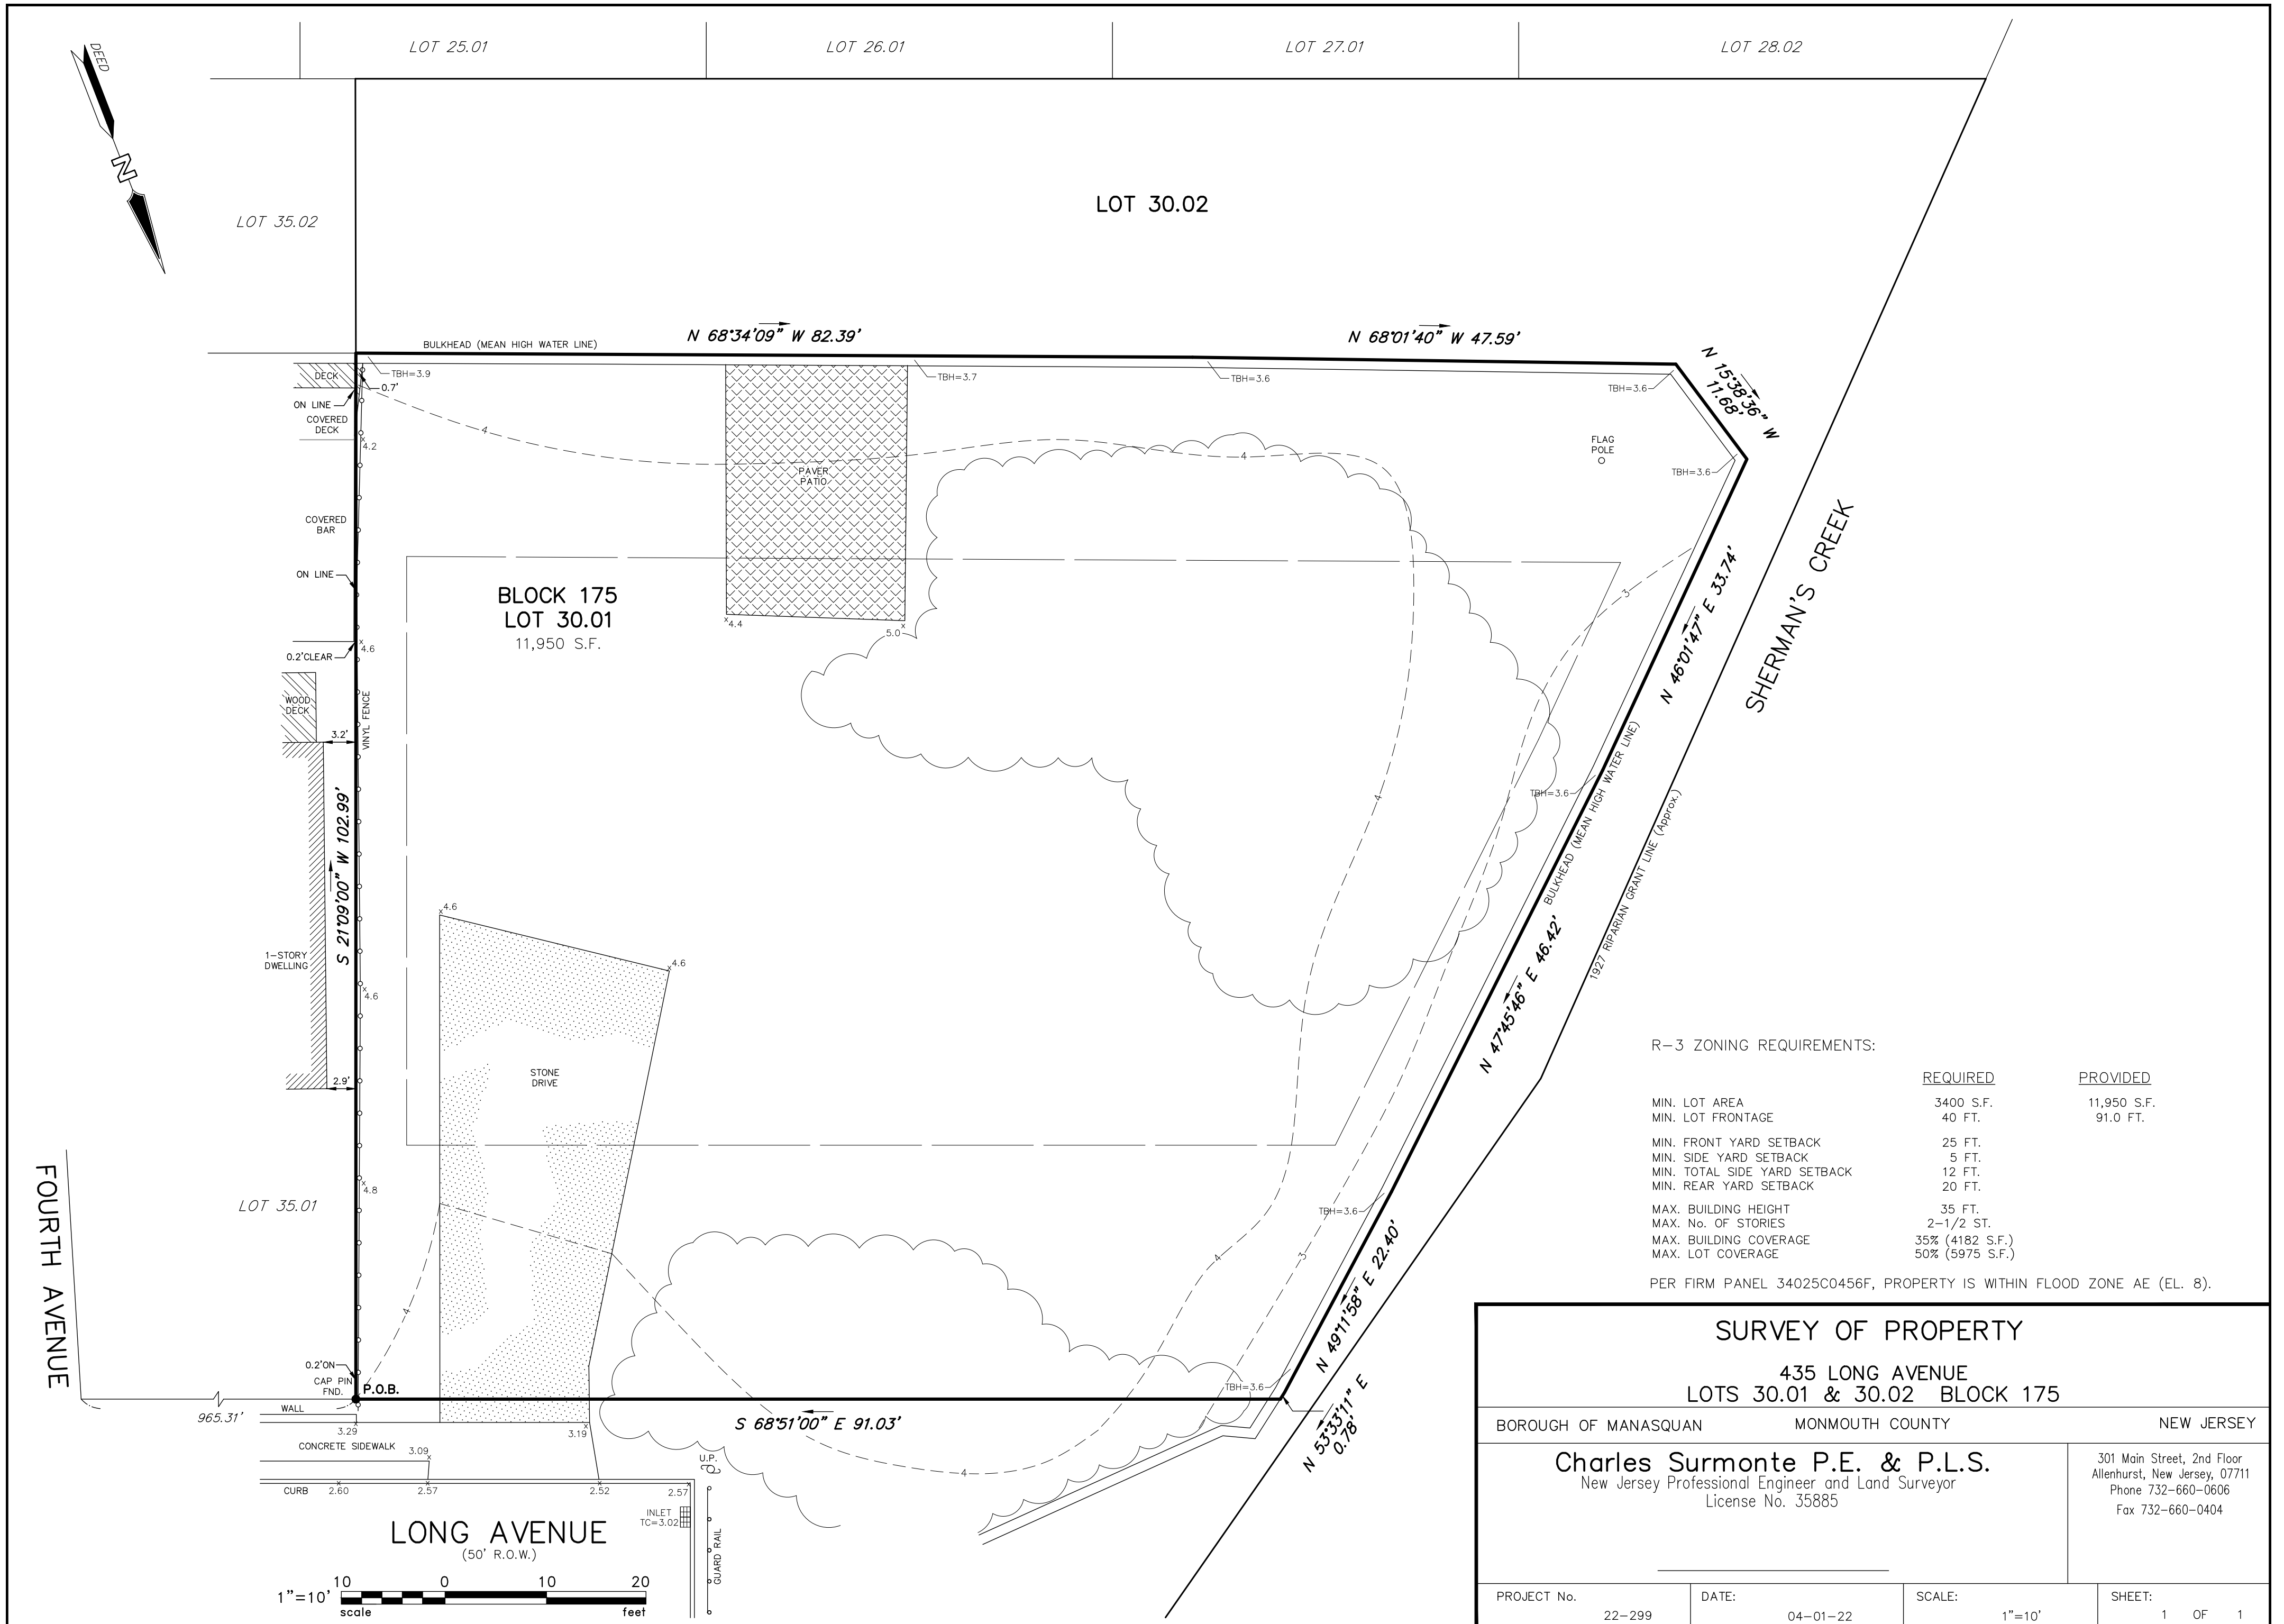 LOT 25.01
LOT 26.01
LOT 27.01
LOT 28.02
DEED
N
LOT 35.02
LOT 30.02
BULKHEAD (MEAN HIGH WATER LINE)
N 68°34'09" W 82.39'
N 68°01'40" W 47.59'
N 15°38'36" W
11.68'
DECK
TBH=3.9
0.7'
ON LINE
COVERED
DECK
4.2
4
TBH=3.7
TBH=3.6
TBH=3.6
FLAG
POLE
TBH=3.6
4
PAVER
PATIO
COVERED
BAR
ON LINE
BLOCK 175
LOT 30.01
11,950 S.F.
4.4
5.0
4.6
0.2'CLEAR
WOOD
DECK
3.2'
VINYL FENCE
3
N 46°01'47" E 33.74'
SHERMAN'S CREEK
TBH=3.6
BULKHEAD (MEAN HIGH WATER LINE)
1927 RIPARIAN GRANT LINE (Approx.)
4
S 21°09'00" W 102.99'
1-STORY
DWELLING
4.6
4.6
4.6
N 47°45'46" E 46.42'
STONE
DRIVE
2.9'
4.8
LOT 35.01
FOURTH AVENUE
TBH=3.6
4
3
4
N 49°11'58" E 22.40'
0.2'ON
CAP PIN
FND.
P.O.B.
TBH=3.6
N 53°33'11" E
0.78'
965.31'
WALL
3.29
3.19
S 68°51'00" E 91.03'
CONCRETE SIDEWALK
3.09
4
U.P.
CURB
2.60
2.57
2.52
2.57
INLET
TC=3.02
GUARD RAIL
LONG AVENUE
(50' R.O.W.)
1"=10'
10 0 10 20
scale feet
R-3 ZONING REQUIREMENTS:
REQUIRED PROVIDED
MIN. LOT AREA 3400 S.F. 11,950 S.F.
MIN. LOT FRONTAGE 40 FT. 91.0 FT.
MIN. FRONT YARD SETBACK 25 FT.
MIN. SIDE YARD SETBACK 5 FT.
MIN. TOTAL SIDE YARD SETBACK 12 FT.
MIN. REAR YARD SETBACK 20 FT.
MAX. BUILDING HEIGHT 35 FT.
MAX. No. OF STORIES 2-1/2 ST.
MAX. BUILDING COVERAGE 35% (4182 S.F.)
MAX. LOT COVERAGE 50% (5975 S.F.)
PER FIRM PANEL 34025C0456F, PROPERTY IS WITHIN FLOOD ZONE AE (EL. 8).
SURVEY OF PROPERTY
435 LONG AVENUE
LOTS 30.01 & 30.02 BLOCK 175
BOROUGH OF MANASQUAN MONMOUTH COUNTY NEW JERSEY
Charles Surmonte P.E. & P.L.S.
New Jersey Professional Engineer and Land Surveyor
License No. 35885
301 Main Street, 2nd Floor
Allenhurst, New Jersey, 07711
Phone 732-660-0606
Fax 732-660-0404
PROJECT No. DATE: SCALE: SHEET:
22-299 04-01-22 1"=10' 1 OF 1